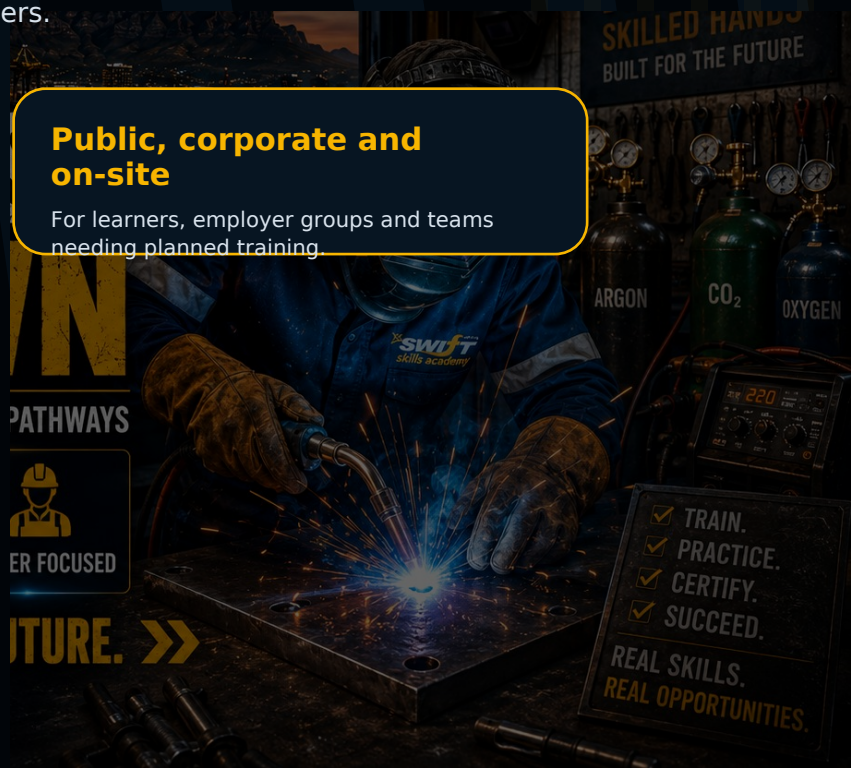 ers.
SKILLED HANDS
BUILT FOR THE FUTURE
Public, corporate and
on-site
For learners, employer groups and teams
needing planned training.
ARGON
CO₂
OXYGEN
SWIFT
skills academy
220
PATHWAYS
ER FOCUSED
UTURE.
TRAIN.
PRACTICE.
CERTIFY.
SUCCEED.
REAL SKILLS.
REAL OPPORTUNITIES.